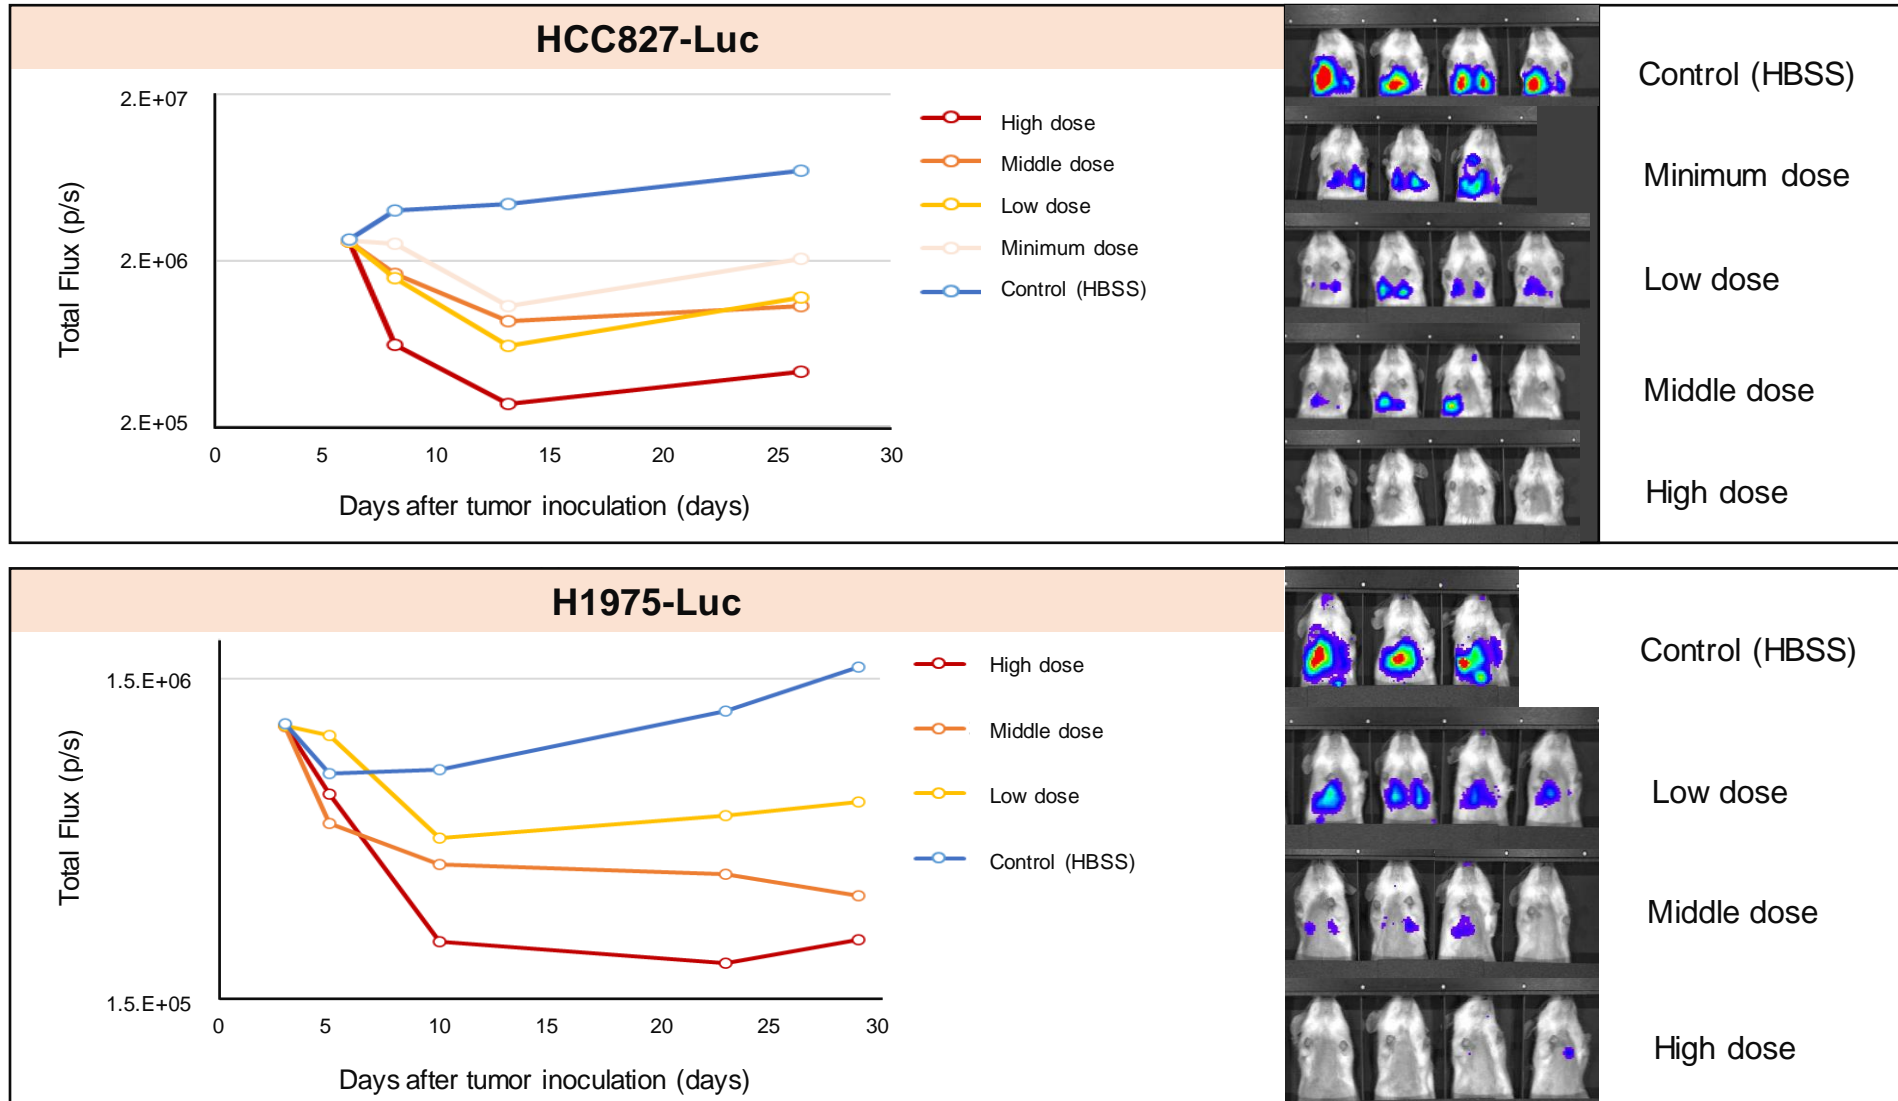 HCC827-Luc
2.E+07
2.E+06
2.E+05
Total Flux (p/s)
0 5 10 15 20 25 30
Days after tumor inoculation (days)
High dose
Middle dose
Low dose
Minimum dose
Control (HBSS)
Control (HBSS)
Minimum dose
Low dose
Middle dose
High dose
H1975-Luc
1.5.E+06
1.5.E+05
Total Flux (p/s)
0 5 10 15 20 25 30
Days after tumor inoculation (days)
High dose
Middle dose
Low dose
Control (HBSS)
Control (HBSS)
Low dose
Middle dose
High dose